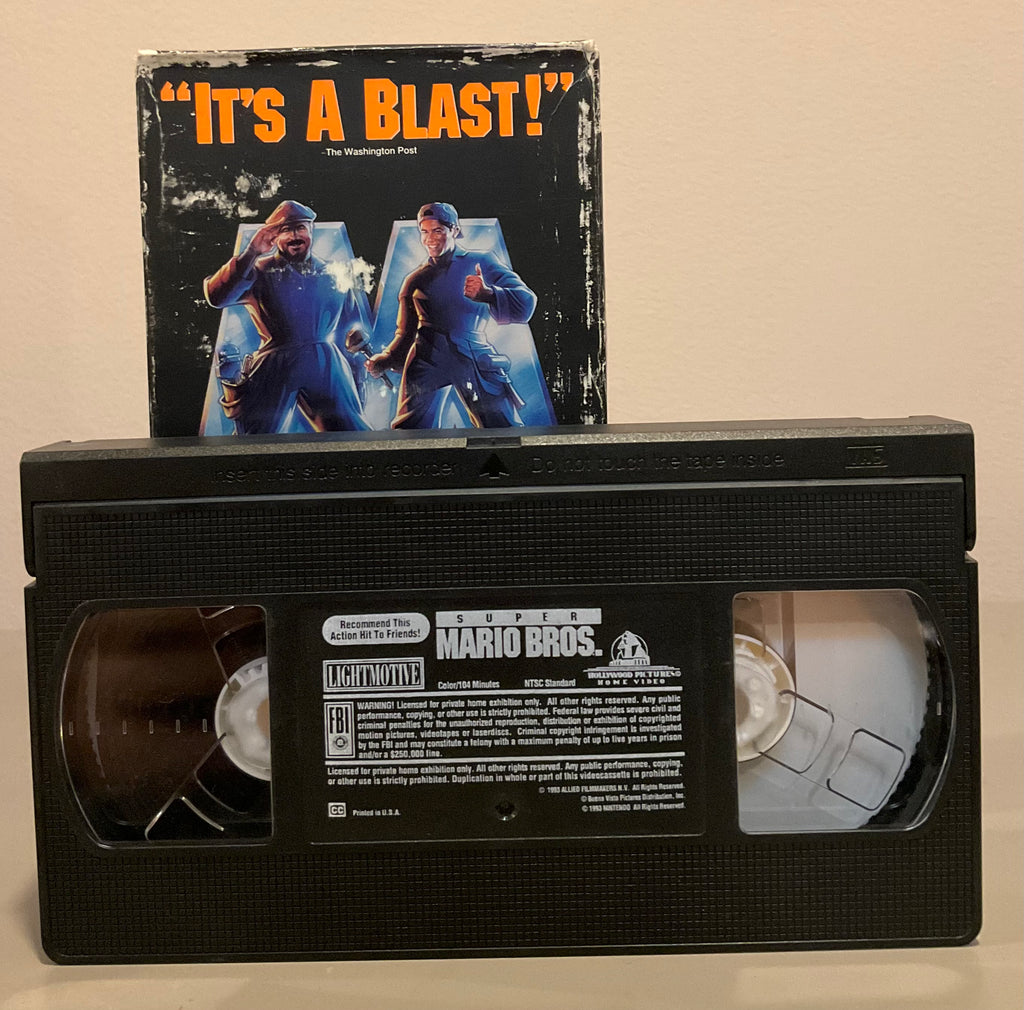 “IT'S A BLAST!”
-The Washington Post
Insert this side into recorder Do not touch the tape inside
Recommend This
Action Hit To Friends!
SUPER
MARIO BROS.
LIGHTMOTIVE
Color/104 Minutes NTSC Standard
HOLLYWOOD PICTURES
HOME VIDEO
FBI
WARNING! Licensed for private home exhibition only. All other rights reserved. Any public
performance, copying, or other use is strictly prohibited. Federal law provides severe civil and
criminal penalties for the unauthorized reproduction, distribution or exhibition of copyrighted
motion pictures, videotapes or laserdiscs. Criminal copyright infringement is investigated
by the FBI and may constitute a felony with a maximum penalty of up to five years in prison
and/or a $250,000 fine.
Licensed for private home exhibition only. All other rights reserved. Any public performance, copying,
or other use is strictly prohibited. Duplication in whole or part of this videocassette is prohibited.
© 1993 ALLIED FILMMAKERS N.V. All Rights Reserved.
© Buena Vista Pictures Distribution, Inc.
© 1993 NINTENDO All Rights Reserved
CC Printed in U.S.A.